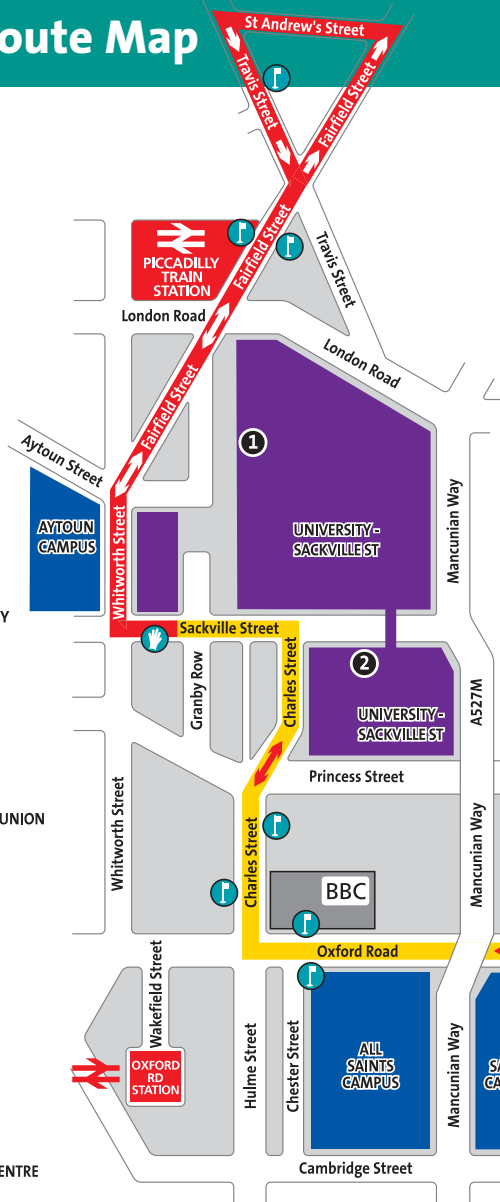 oute Map
St Andrew's Street
Travis Street
Fairfield Street
PICCADILLY
TRAIN
STATION
Fairfield Street
Travis Street
London Road
London Road
Fairfield Street
Aytoun Street
1
AYTOUN
CAMPUS
Whitworth Street
UNIVERSITY -
SACKVILLE ST
Mancunian Way
Y
Sackville Street
Granby Row
Charles Street
2
UNIVERSITY -
SACKVILLE ST
A527M
Princess Street
Whitworth Street
UNION
Charles Street
Mancunian Way
BBC
Oxford Road
Wakefield Street
OXFORD
RD
STATION
Hulme Street
Chester Street
ALL
SAINTS
CAMPUS
Mancunian Way
SA
CA
ENTRE
Cambridge Street